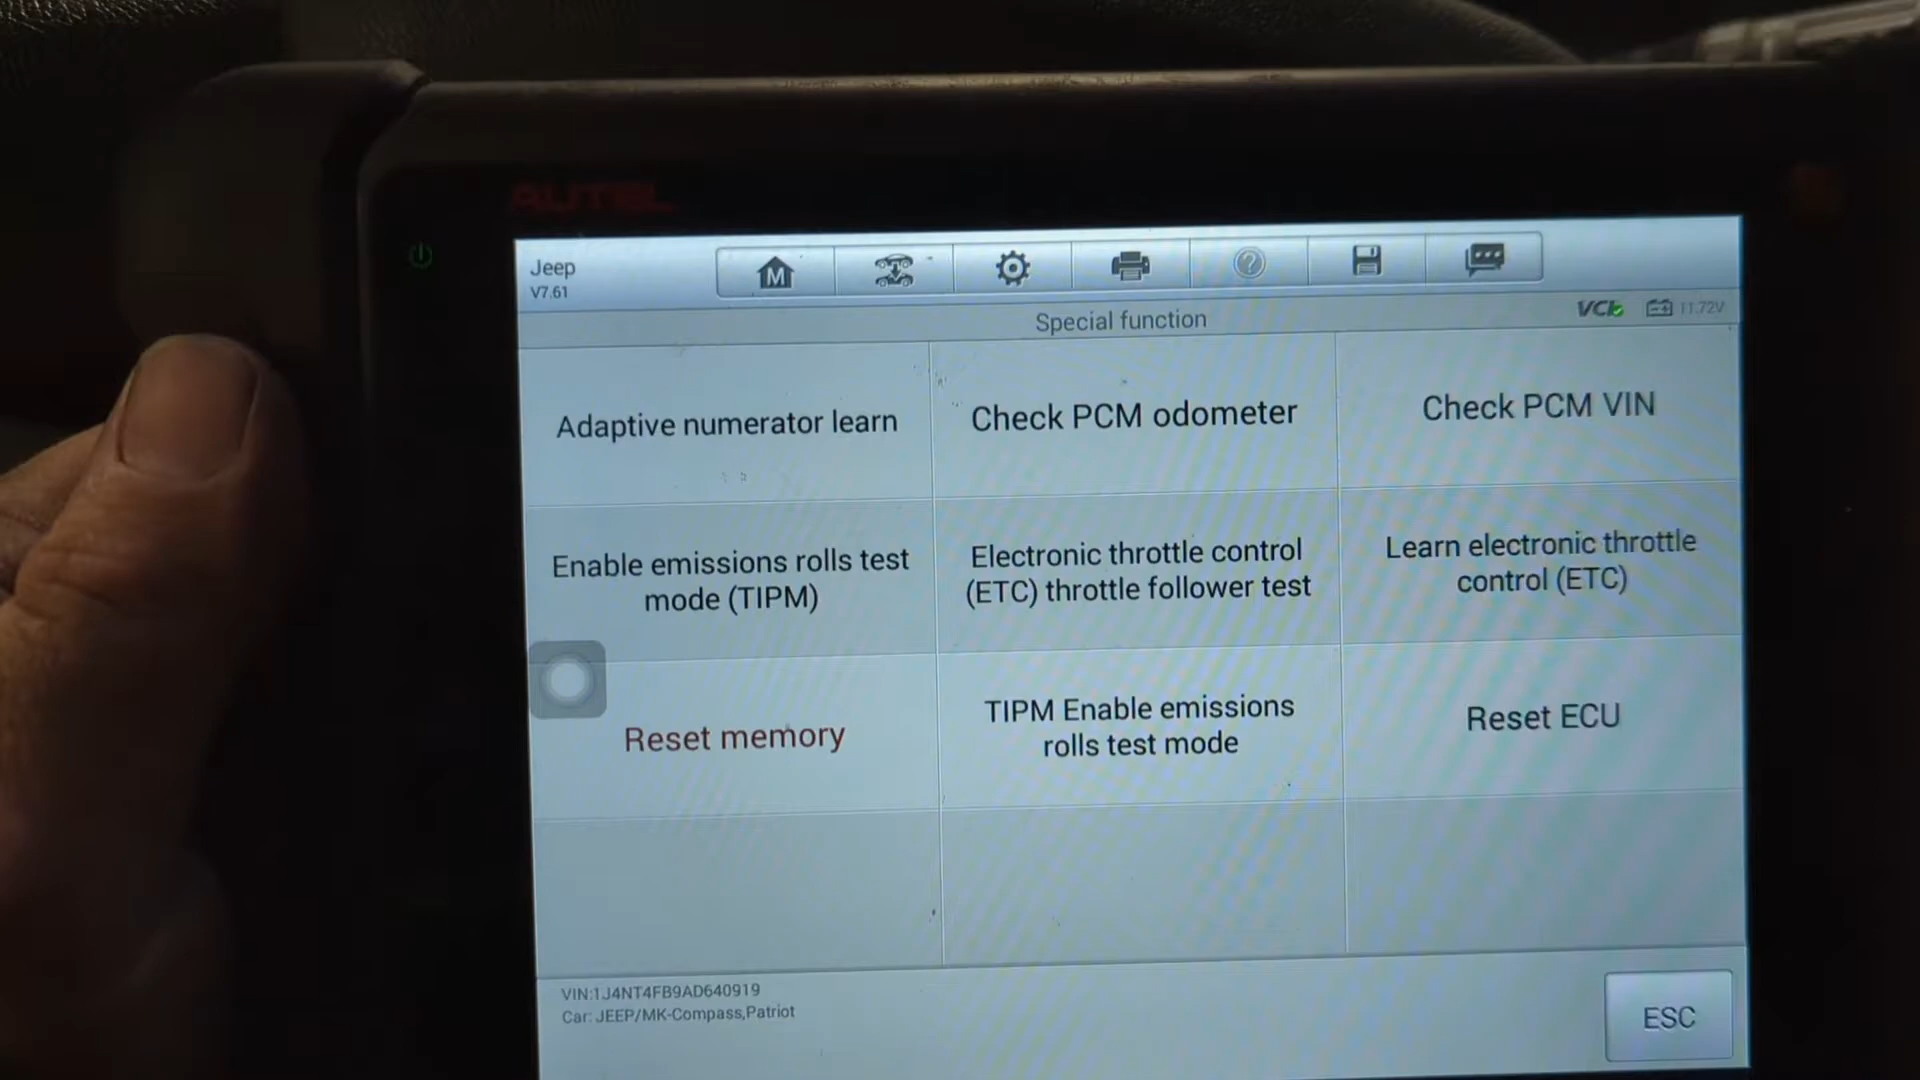 AUTEL
Jeep
V7.61
M
?
Special function
VCI
11.72V
Adaptive numerator learn
Check PCM odometer
Check PCM VIN
Enable emissions rolls test
mode (TIPM)
Electronic throttle control
(ETC) throttle follower test
Learn electronic throttle
control (ETC)
Reset memory
TIPM Enable emissions
rolls test mode
Reset ECU
VIN:1J4NT4FB9AD640919
Car: JEEP/MK-Compass,Patriot
ESC